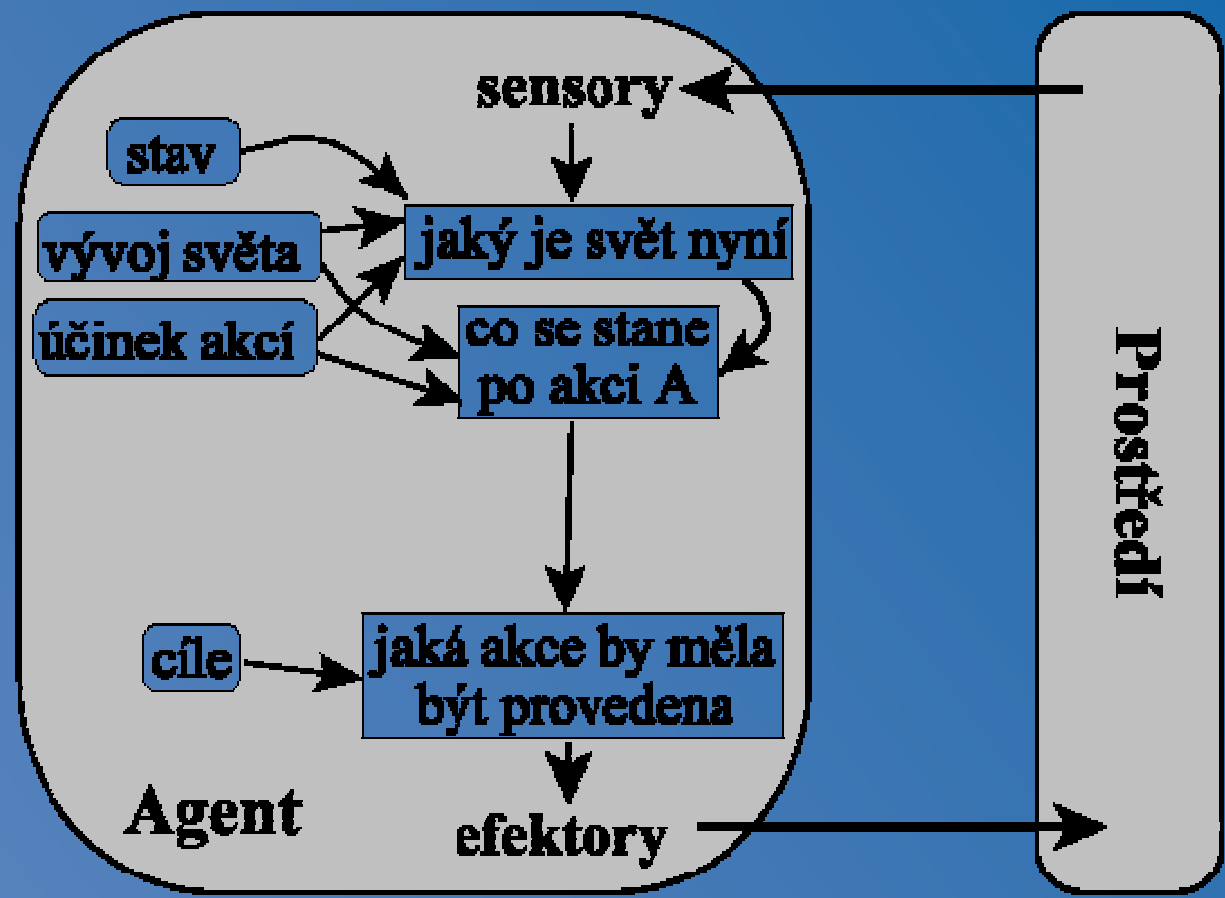 sensory
stav
vývoj světa
jaký je svět nyní
účinek akcí
co se stane
po akci A
cíle
jaká akce by měla
být provedena
Agent
efektory
Prostředí